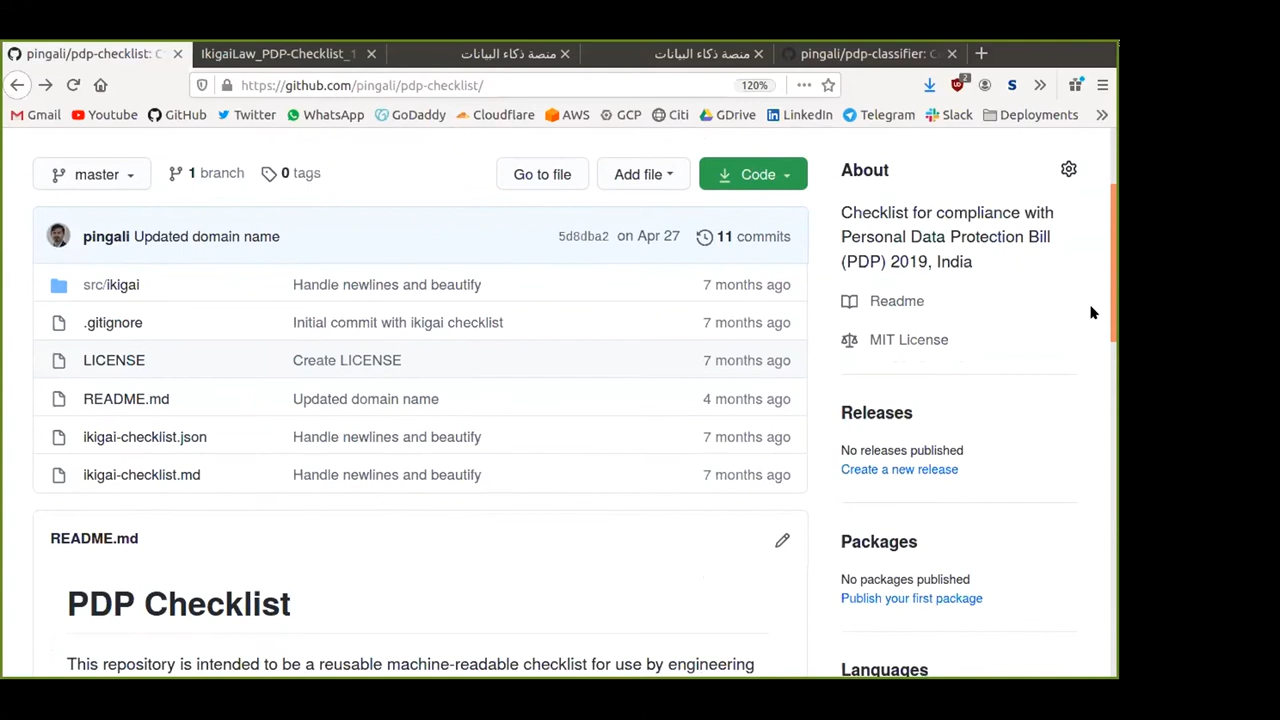 pingali/pdp-checklist: C
IkigaiLaw_PDP-Checklist_1
منصة ذكاء البيانات
منصة ذكاء البيانات
pingali/pdp-classifier: C
https://github.com/pingali/pdp-checklist/
120%
2
S
Gmail
Youtube
GitHub
Twitter
WhatsApp
GoDaddy
Cloudflare
AWS
GCP
Citi
GDrive
LinkedIn
Telegram
Slack
Deployments
master
1 branch
0 tags
Go to file
Add file
Code
pingali Updated domain name
5d8dba2 on Apr 27
11 commits
src/ikigai
Handle newlines and beautify
7 months ago
.gitignore
Initial commit with ikigai checklist
7 months ago
LICENSE
Create LICENSE
7 months ago
README.md
Updated domain name
4 months ago
ikigai-checklist.json
Handle newlines and beautify
7 months ago
ikigai-checklist.md
Handle newlines and beautify
7 months ago
README.md
PDP Checklist
This repository is intended to be a reusable machine-readable checklist for use by engineering
About
Checklist for compliance with
Personal Data Protection Bill
(PDP) 2019, India
Readme
MIT License
Releases
No releases published
Create a new release
Packages
No packages published
Publish your first package
Languages